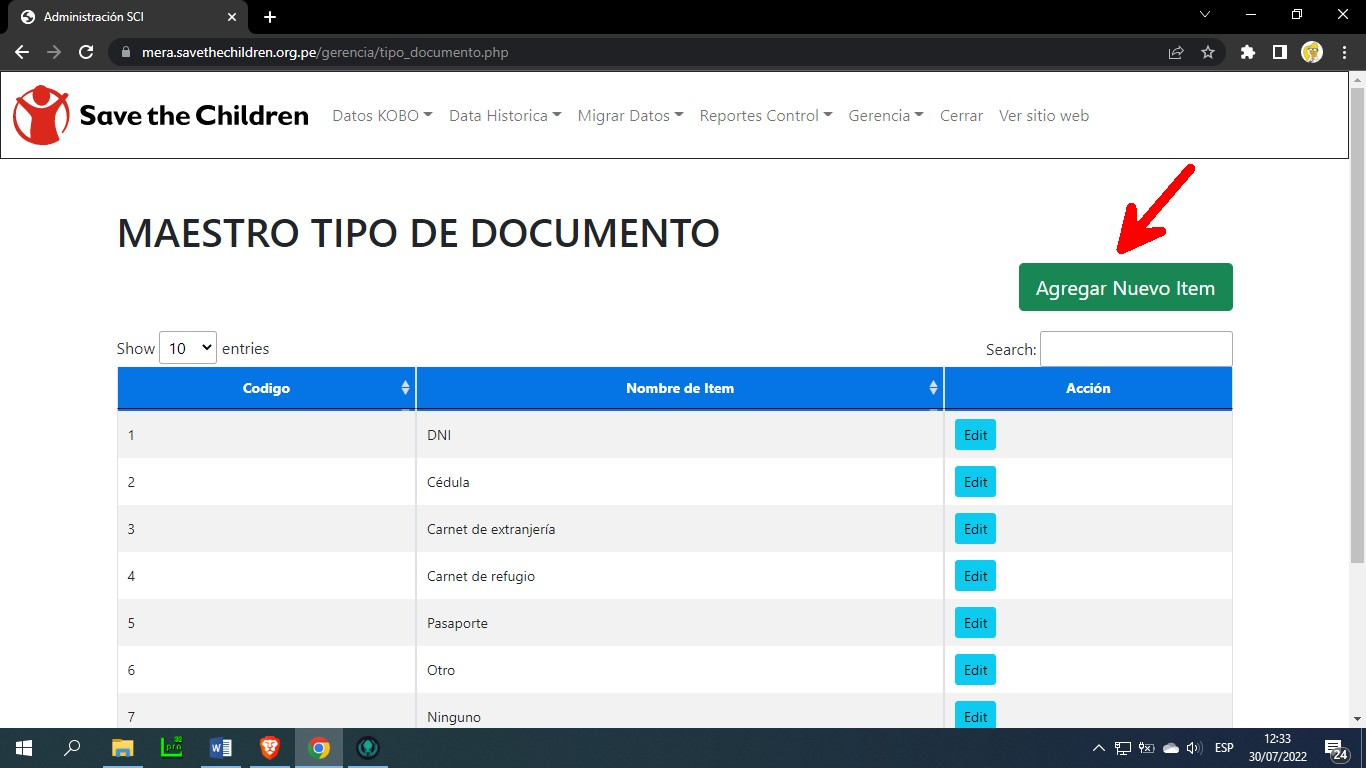 Administración SCI
mera.savethechildren.org.pe/gerencia/tipo_documento.php
Save the Children Datos KOBO Data Historica Migrar Datos Reportes Control Gerencia Cerrar Ver sitio web
MAESTRO TIPO DE DOCUMENTO
Agregar Nuevo Item
Show 10 entries Search:
Codigo Nombre de Item Acción
1 DNI Edit
2 Cédula Edit
3 Carnet de extranjería Edit
4 Carnet de refugio Edit
5 Pasaporte Edit
6 Otro Edit
7 Ninguno Edit
ESP 12:33
30/07/2022 24